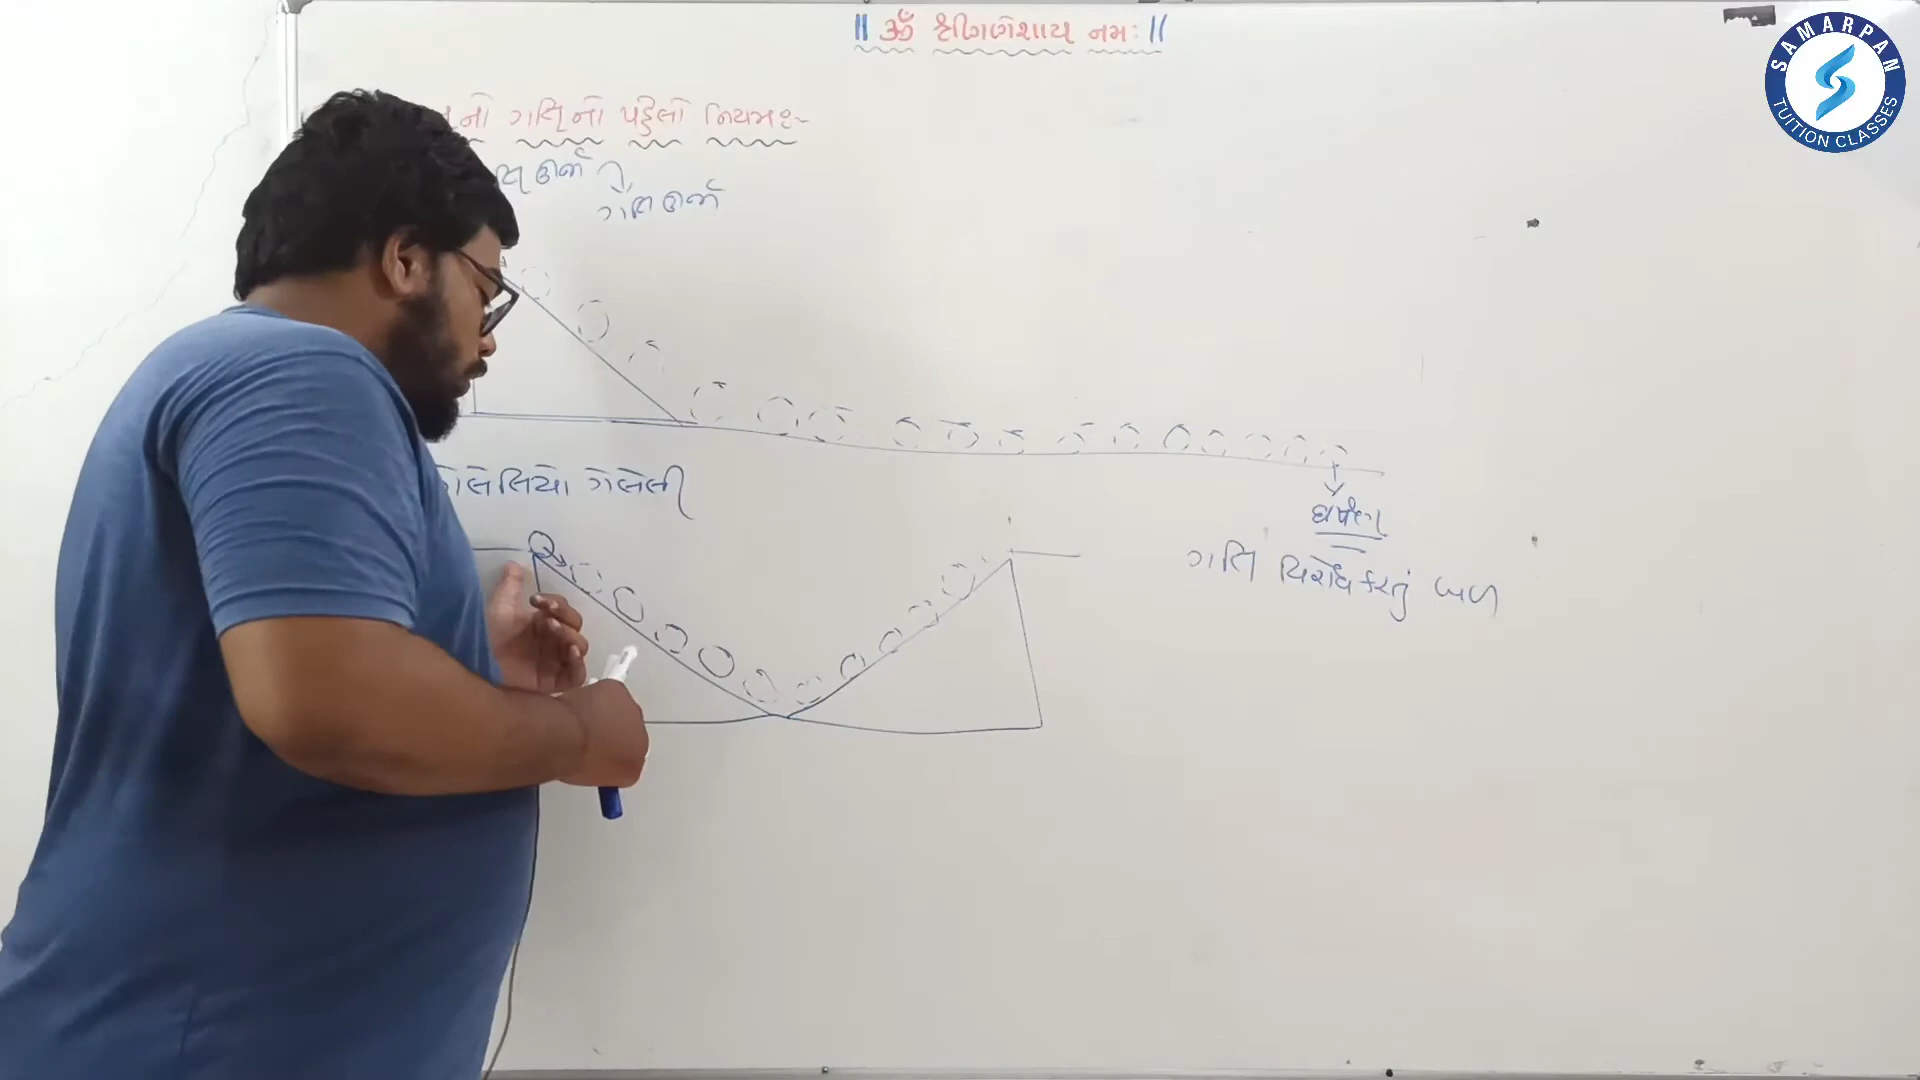 || ૐ શ્રી ગણેશાય નમઃ ||
SAMARPAN
TUITION CLASSES
નો ગતિનો પહેલો નિયમ:-
ઊર્જા
ગતિઊર્જા
ગેલેલિયો ગેલેલી
ઘર્ષણ
ગતિ વિરોધ કરતું બળ